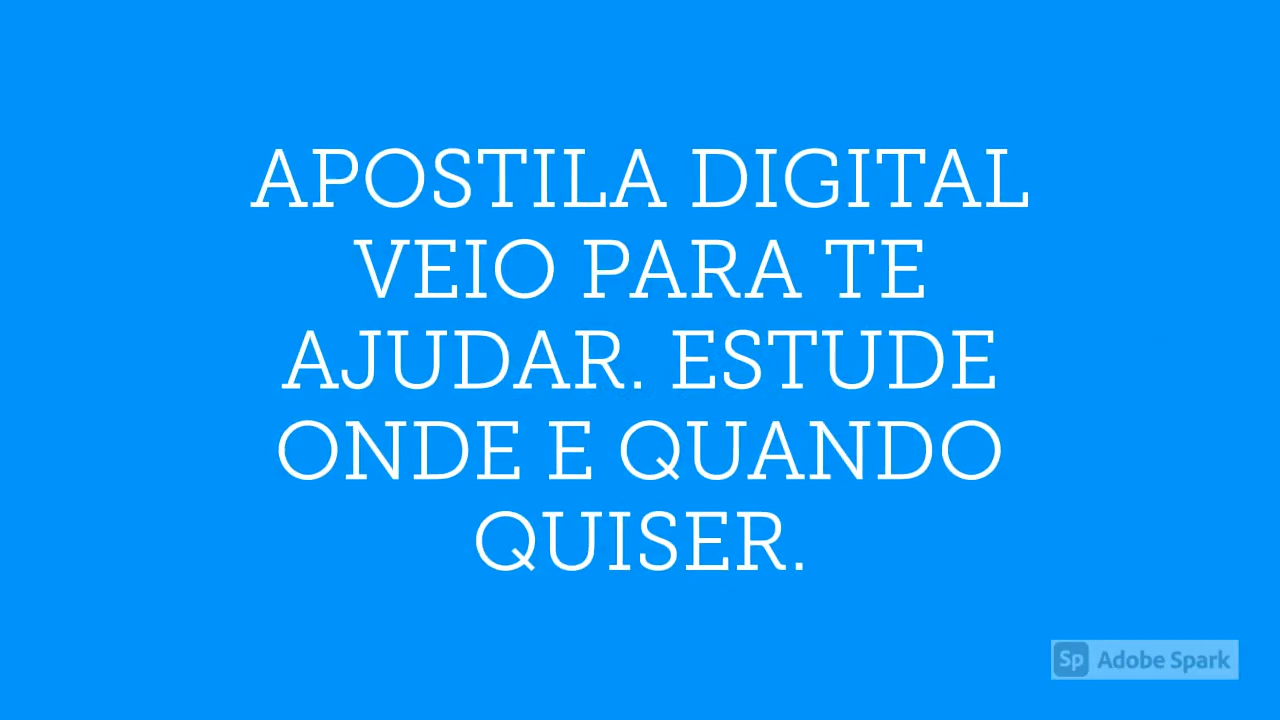 APOSTILA DIGITAL
VEIO PARA TE
AJUDAR. ESTUDE
ONDE E QUANDO
QUISER.
Sp Adobe Spark